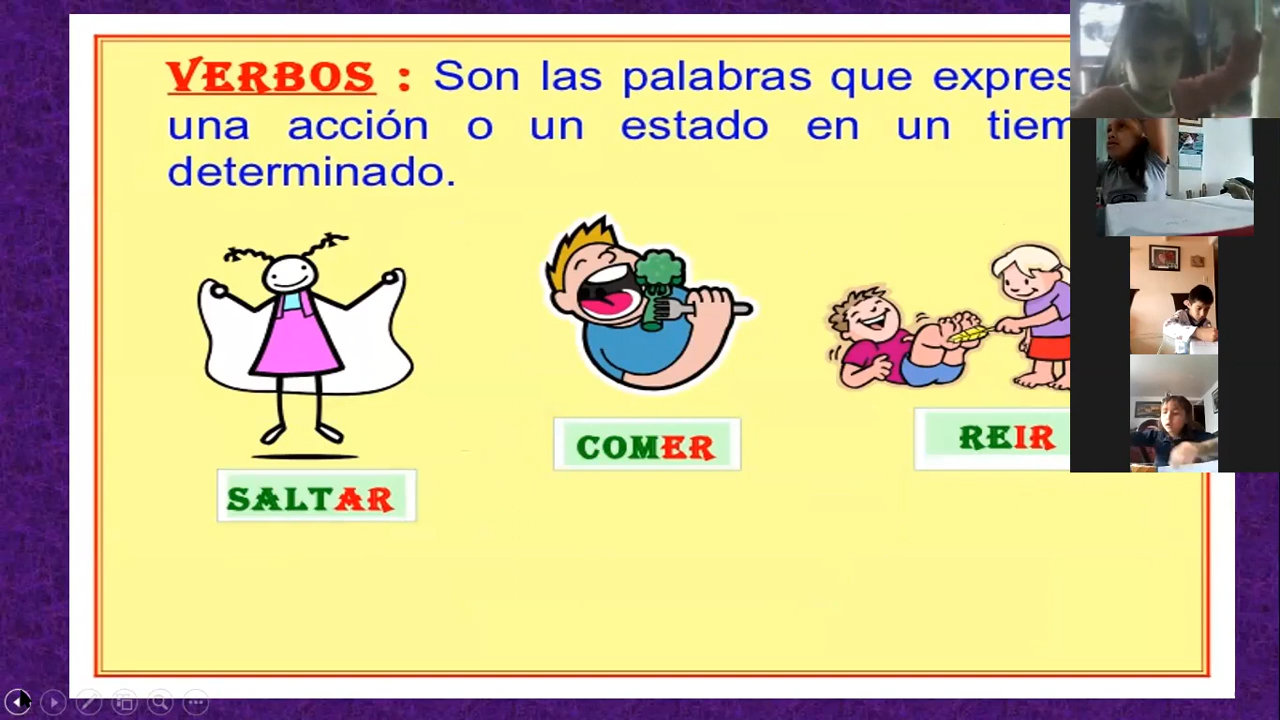 VERBOS : Son las palabras que expres
una acción o un estado en un tiem
determinado.
COMER
REIR
SALTAR